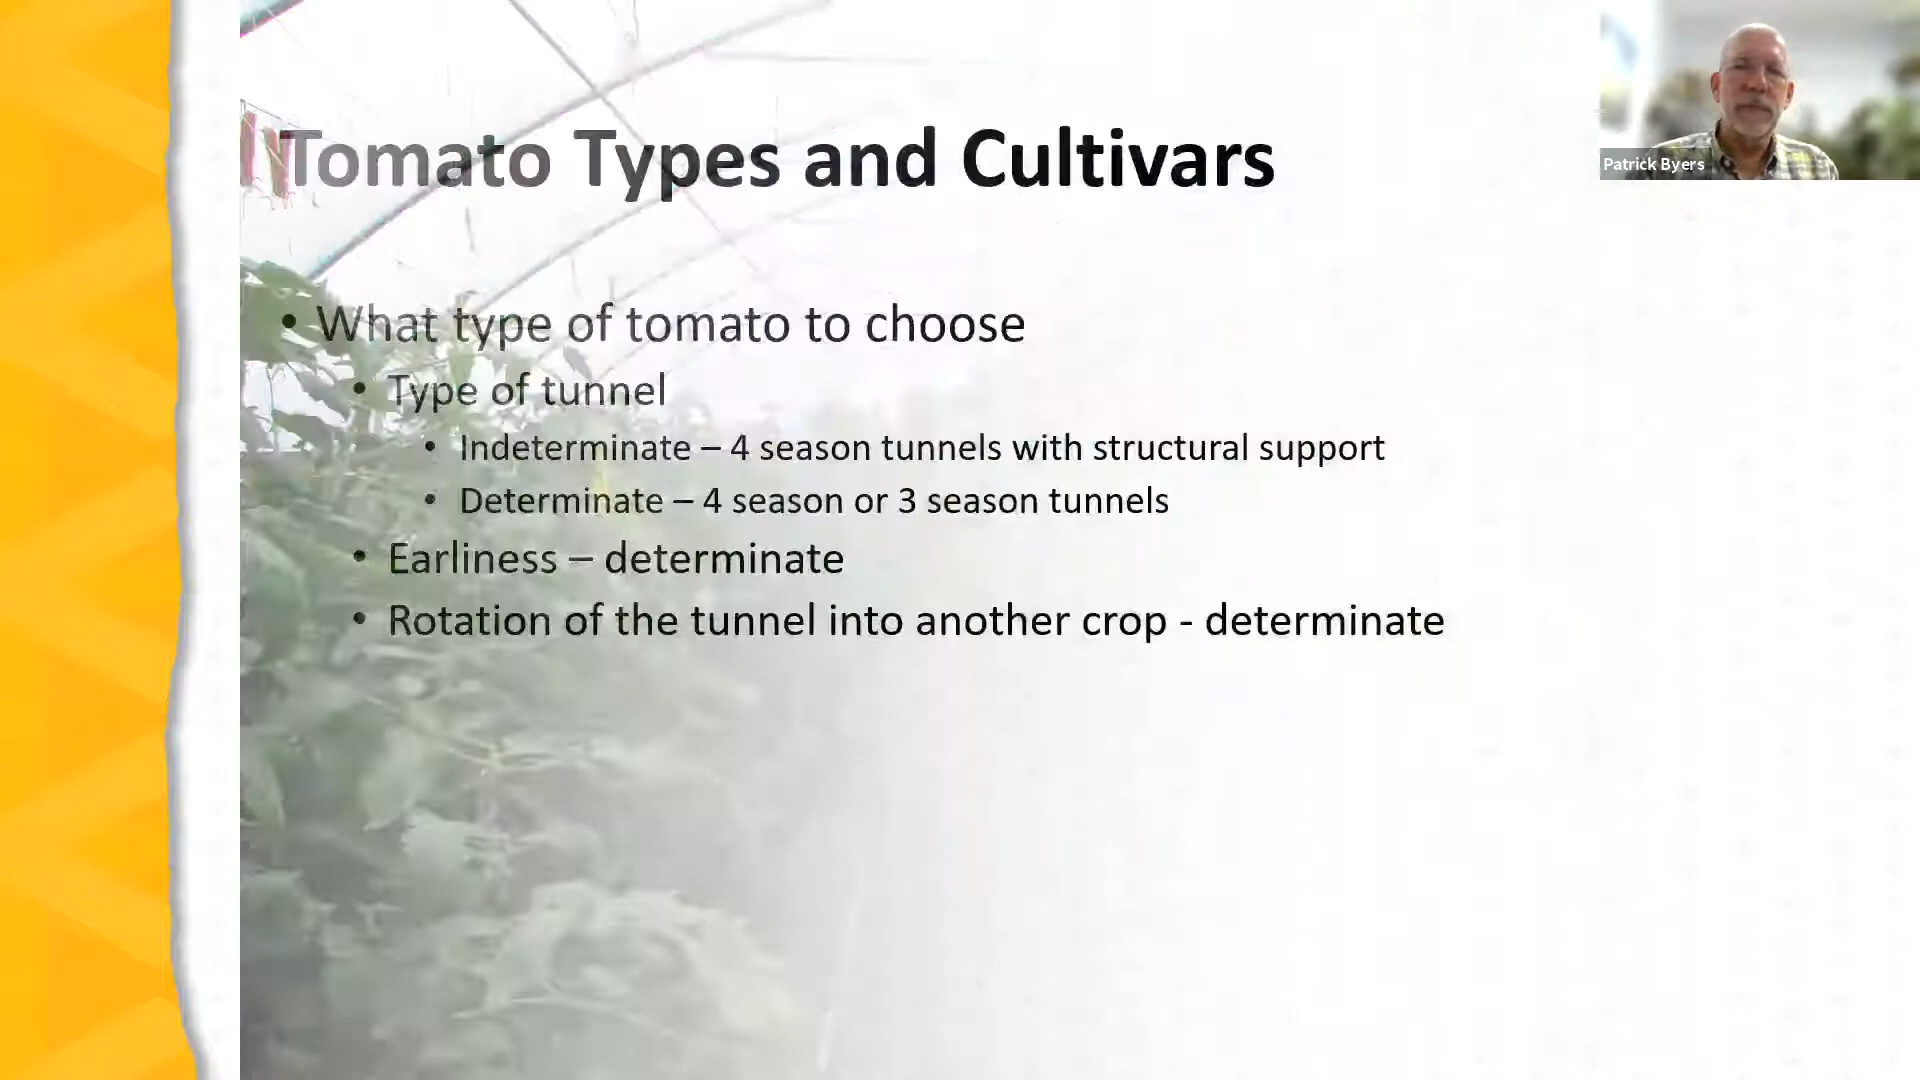 Tomato Types and Cultivars
Patrick Byers
• What type of tomato to choose
• Type of tunnel
• Indeterminate – 4 season tunnels with structural support
• Determinate – 4 season or 3 season tunnels
• Earliness – determinate
• Rotation of the tunnel into another crop - determinate